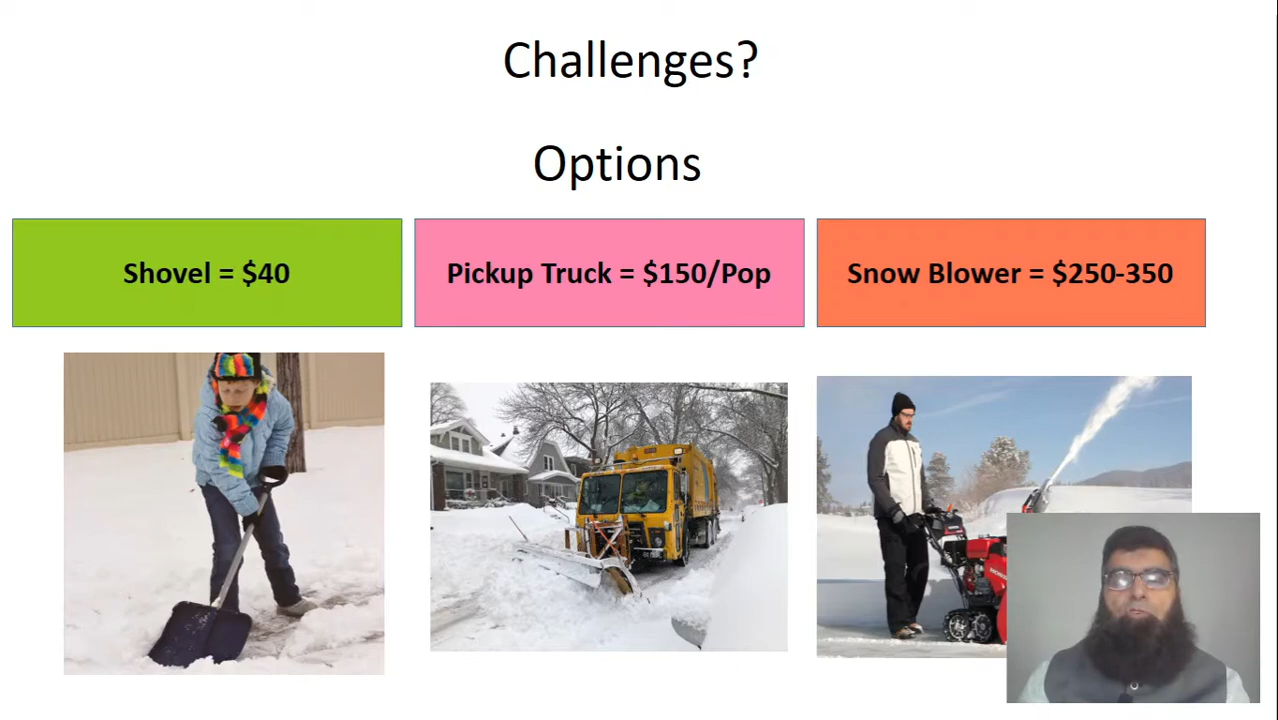 Challenges?
Options
Shovel = $40
Pickup Truck = $150/Pop
Snow Blower = $250-350